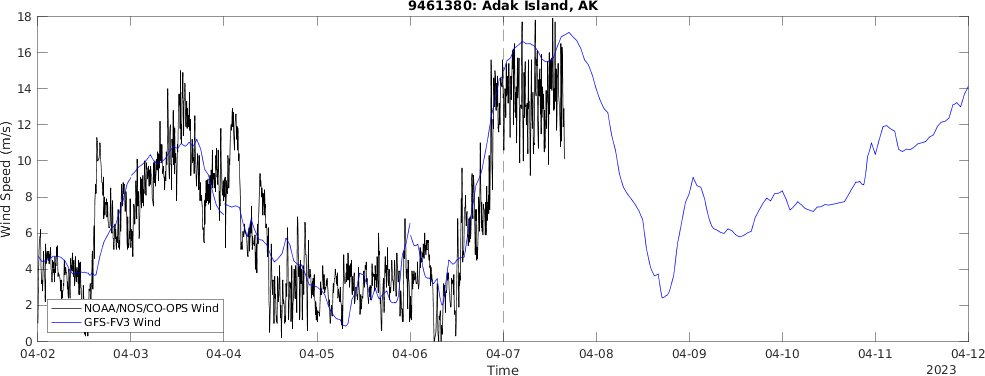 9461380: Adak Island, AK
18
16
14
12
10
8
6
4
2
0
Wind Speed (m/s)
NOAA/NOS/CO-OPS Wind
GFS-FV3 Wind
04-02 04-03 04-04 04-05 04-06 04-07 04-08 04-09 04-10 04-11 04-12
Time
2023